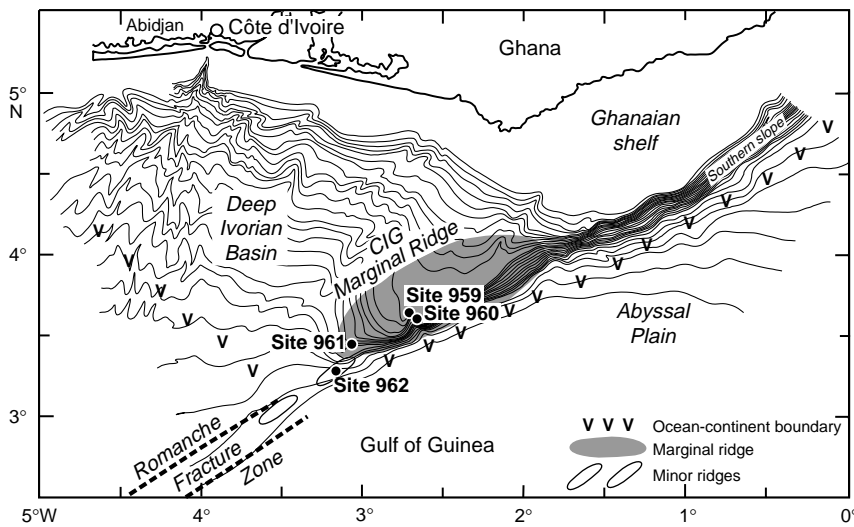 Abidjan
Côte d'Ivoire
Ghana
5°
N
Ghanaian
shelf
Southern slope
Deep
Ivorian
Basin
4°
CIG
Marginal Ridge
Site 959
Site 960
Abyssal
Plain
Site 961
Site 962
3°
Romanche
Fracture
Zone
Gulf of Guinea
V V V Ocean-continent boundary
Marginal ridge
Minor ridges
5°W
4°
3°
2°
1°
0°